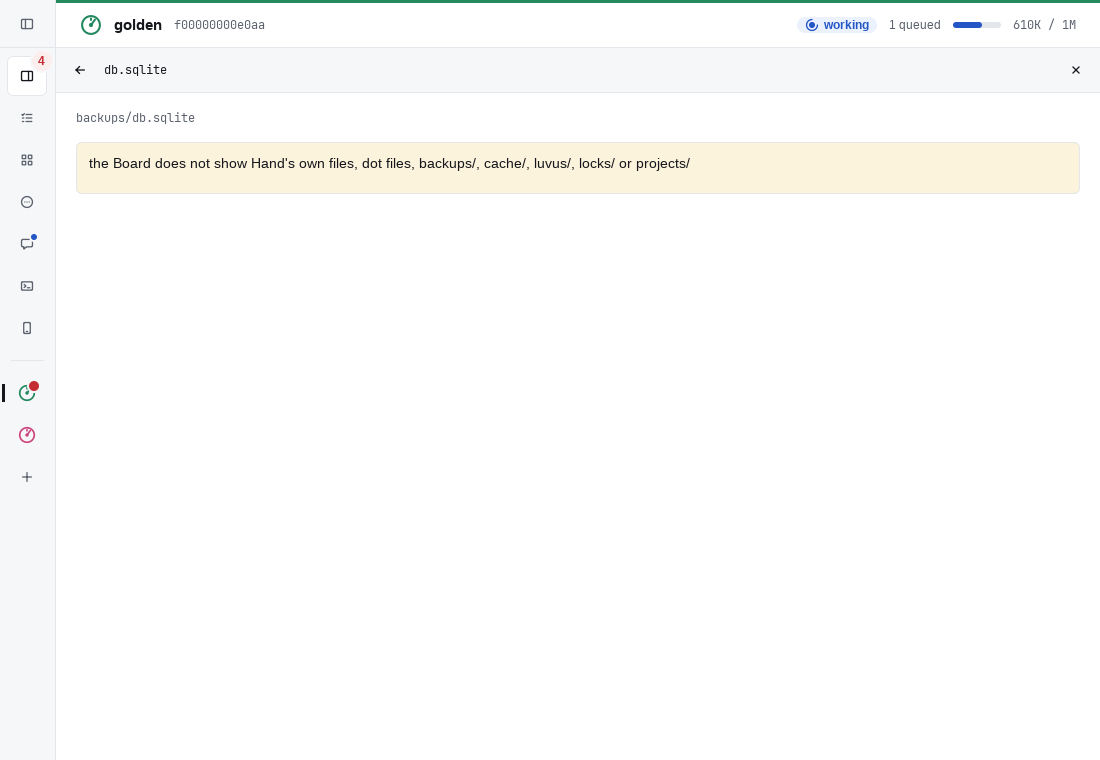 golden f00000000e0aa working 1 queued 610K / 1M
4
db.sqlite
backups/db.sqlite
the Board does not show Hand's own files, dot files, backups/, cache/, luvus/, locks/ or projects/